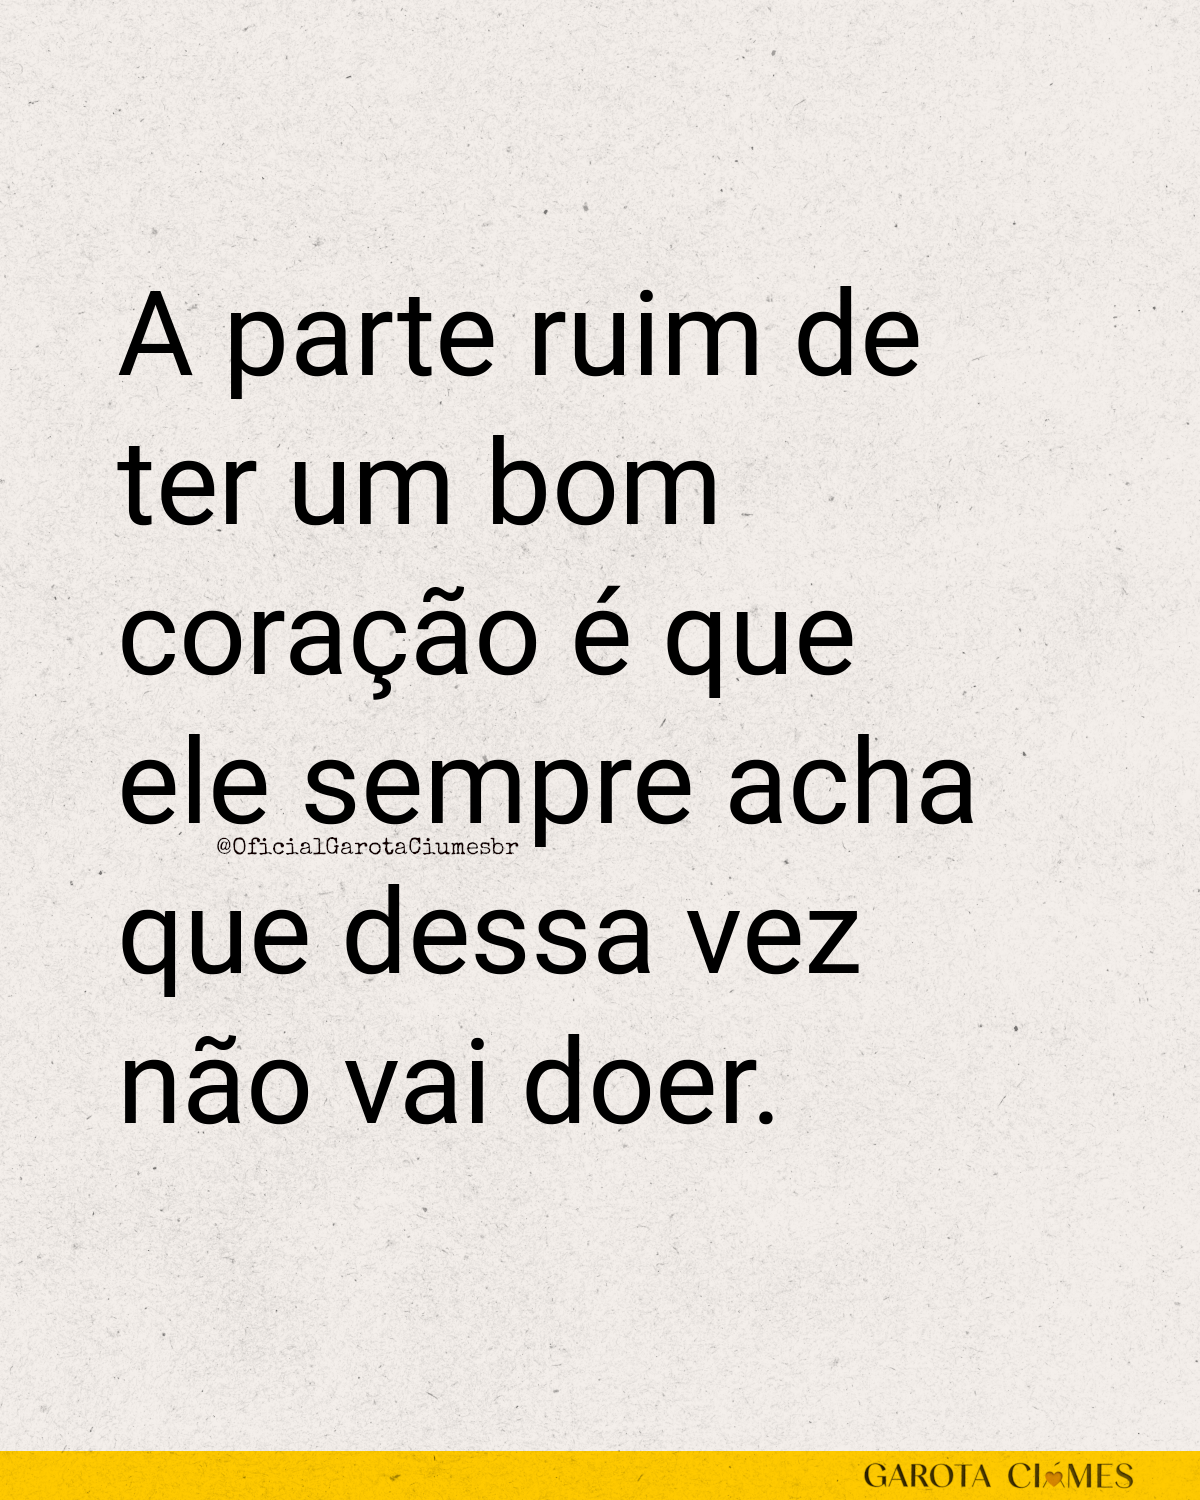 A parte ruim de
ter um bom
coração é que
ele sempre acha
@OficialGarotaCiumesbr
que dessa vez
não vai doer.
GAROTA CIÚMES